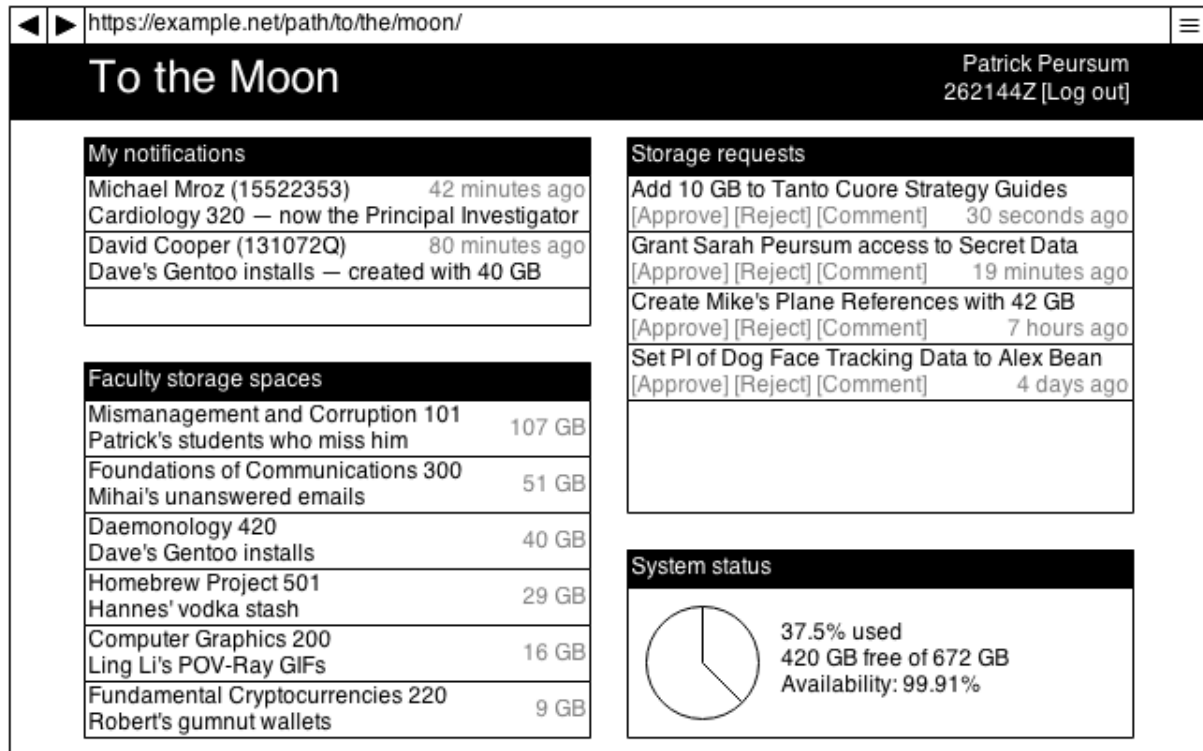 https://example.net/path/to/the/moon/
To the Moon
Patrick Peursum
262144Z [Log out]
My notifications
Michael Mroz (15522353) 42 minutes ago
Cardiology 320 — now the Principal Investigator
David Cooper (131072Q) 80 minutes ago
Dave's Gentoo installs — created with 40 GB
Faculty storage spaces
Mismanagement and Corruption 101
Patrick's students who miss him
107 GB
Foundations of Communications 300
Mihai's unanswered emails
51 GB
Daemonology 420
Dave's Gentoo installs
40 GB
Homebrew Project 501
Hannes' vodka stash
29 GB
Computer Graphics 200
Ling Li's POV-Ray GIFs
16 GB
Fundamental Cryptocurrencies 220
Robert's gumnut wallets
9 GB
Storage requests
Add 10 GB to Tanto Cuore Strategy Guides
[Approve] [Reject] [Comment] 30 seconds ago
Grant Sarah Peursum access to Secret Data
[Approve] [Reject] [Comment] 19 minutes ago
Create Mike's Plane References with 42 GB
[Approve] [Reject] [Comment] 7 hours ago
Set PI of Dog Face Tracking Data to Alex Bean
[Approve] [Reject] [Comment] 4 days ago
System status
37.5% used
420 GB free of 672 GB
Availability: 99.91%